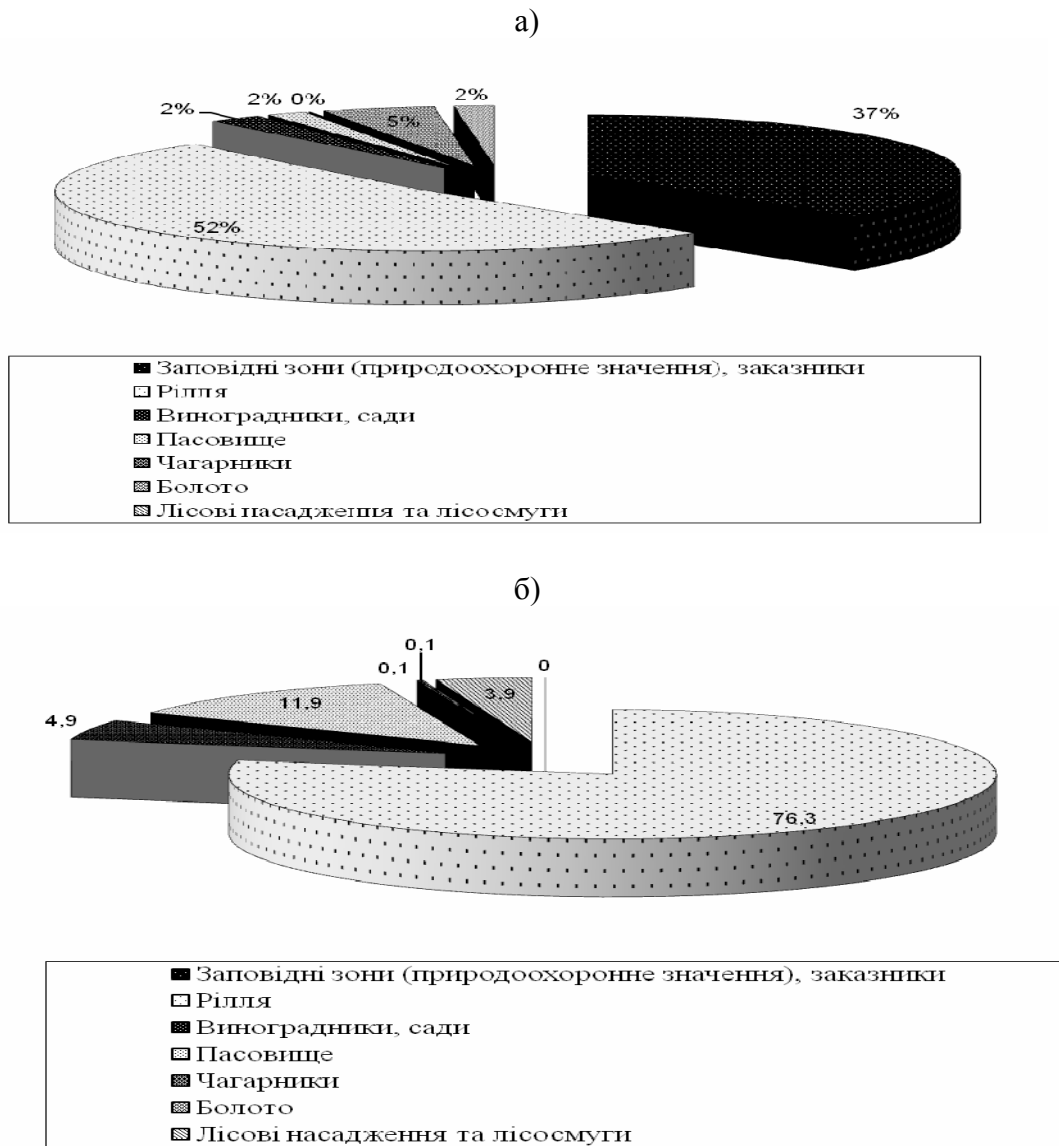 а)
2% 2% 0% 5% 2% 37%
52%
Заповідні зони (природоохоронне значення), заказники
Рілля
Виноградники, сади
Пасовище
Чагарники
Болото
Лісові насадження та лісосмуги
б)
4,9 11,9 0,1 0,1 3,9 0
76,3
Заповідні зони (природоохоронне значення), заказники
Рілля
Виноградники, сади
Пасовище
Чагарники
Болото
Лісові насадження та лісосмуги